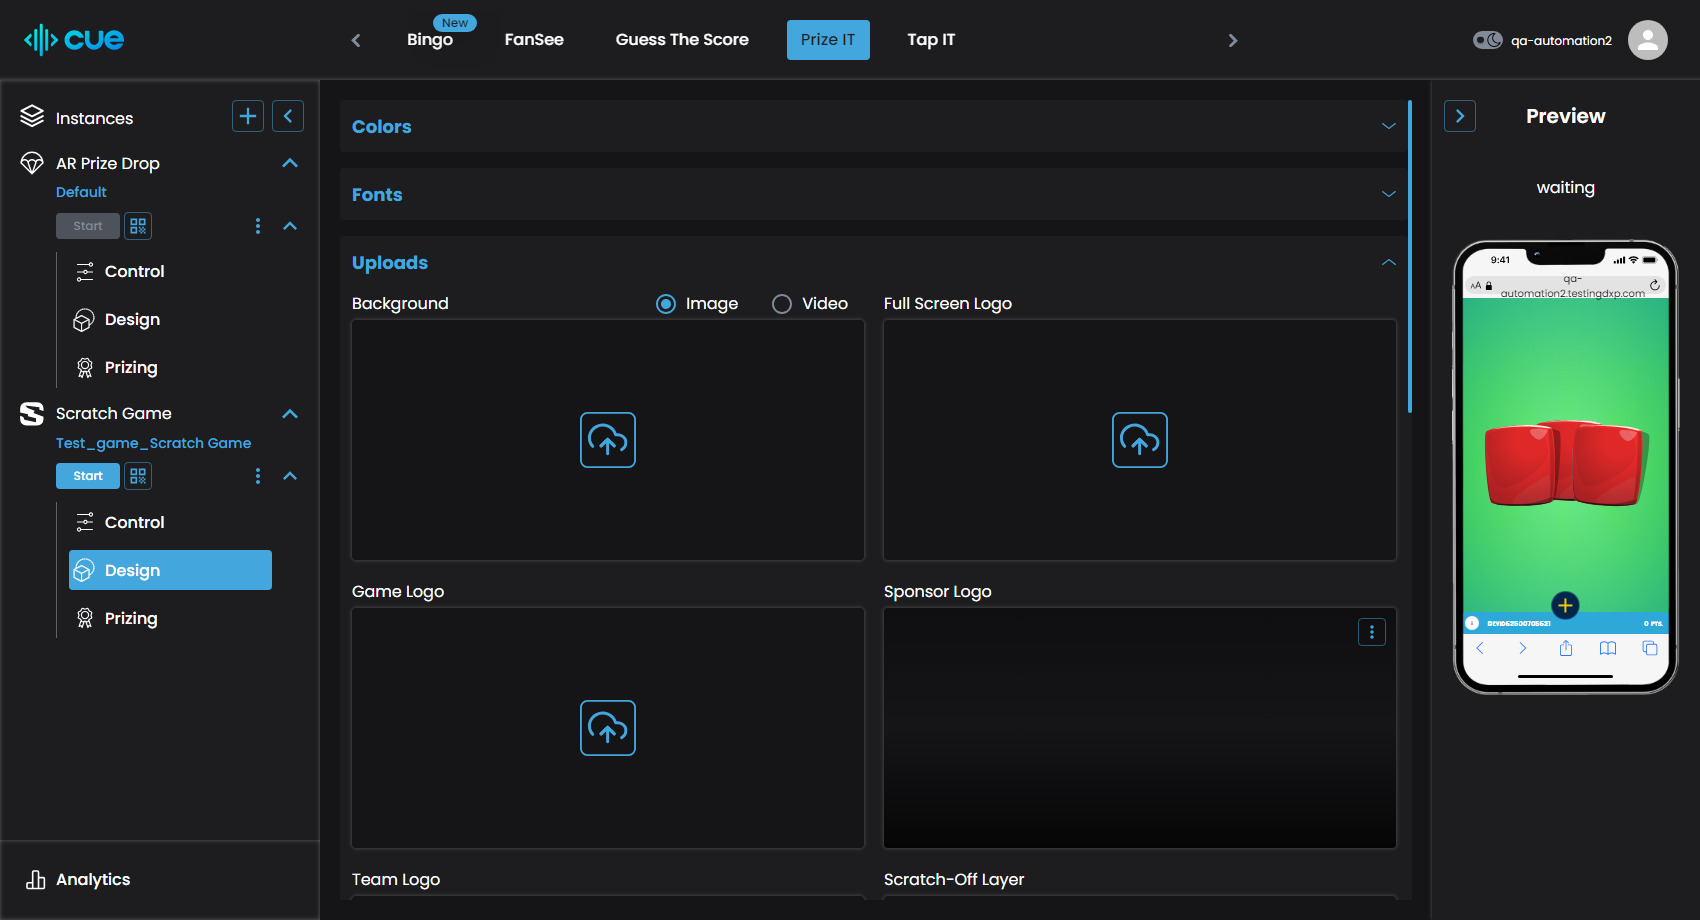 cue
New
Bingo
FanSee
Guess The Score
Prize IT
Tap IT
qa-automation2
Instances
AR Prize Drop
Default
Start
Control
Design
Prizing
Scratch Game
Test_game_Scratch Game
Start
Control
Design
Prizing
Analytics
Colors
Fonts
Uploads
Background
Image
Video
Full Screen Logo
Game Logo
Sponsor Logo
Team Logo
Scratch-Off Layer
Preview
waiting
9:41
AA
qa-
automation2.testingdxp.com
0 PTS.